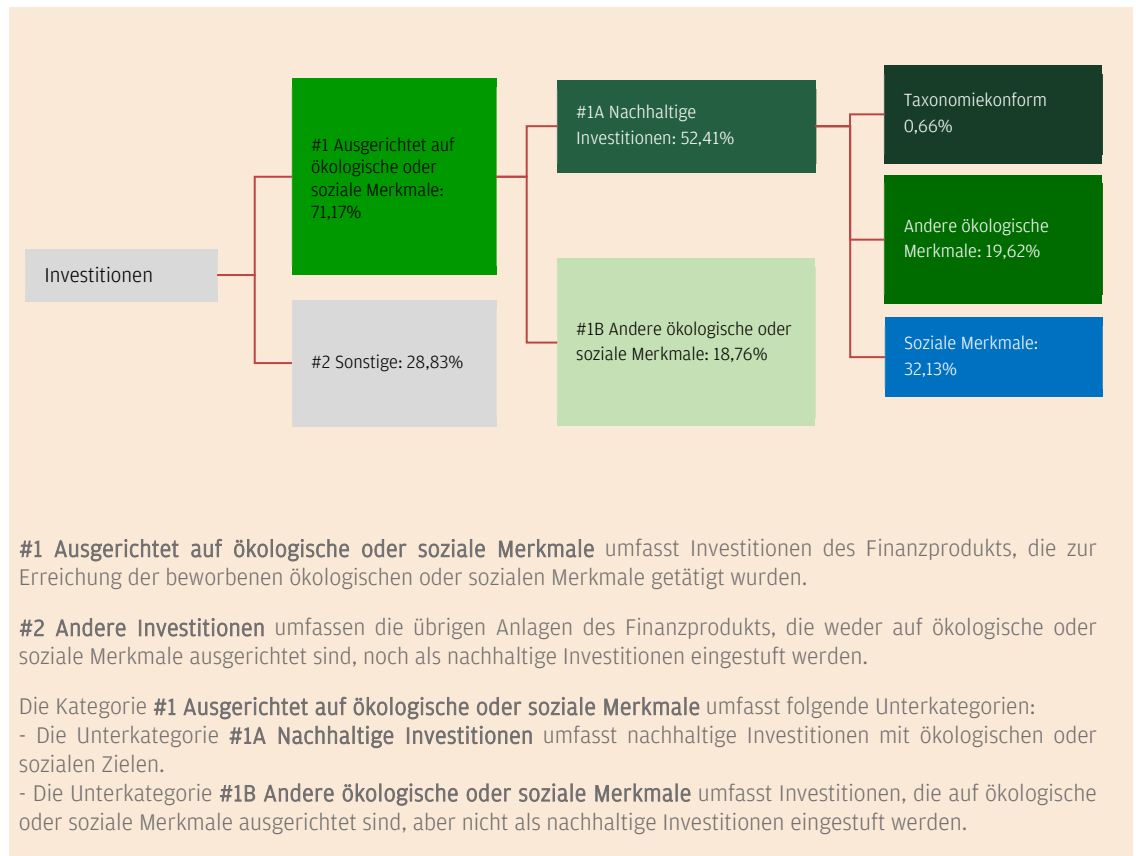 Investitionen
#1 Ausgerichtet auf
ökologische oder
soziale Merkmale:
71,17%
#2 Sonstige: 28,83%
#1A Nachhaltige
Investitionen: 52,41%
#1B Andere ökologische oder
soziale Merkmale: 18,76%
Taxonomiekonform
0,66%
Andere ökologische
Merkmale: 19,62%
Soziale Merkmale:
32,13%
#1 Ausgerichtet auf ökologische oder soziale Merkmale umfasst Investitionen des Finanzprodukts, die zur
Erreichung der beworbenen ökologischen oder sozialen Merkmale getätigt wurden.
#2 Andere Investitionen umfassen die übrigen Anlagen des Finanzprodukts, die weder auf ökologische oder
soziale Merkmale ausgerichtet sind, noch als nachhaltige Investitionen eingestuft werden.
Die Kategorie #1 Ausgerichtet auf ökologische oder soziale Merkmale umfasst folgende Unterkategorien:
- Die Unterkategorie #1A Nachhaltige Investitionen umfasst nachhaltige Investitionen mit ökologischen oder
sozialen Zielen.
- Die Unterkategorie #1B Andere ökologische oder soziale Merkmale umfasst Investitionen, die auf ökologische
oder soziale Merkmale ausgerichtet sind, aber nicht als nachhaltige Investitionen eingestuft werden.